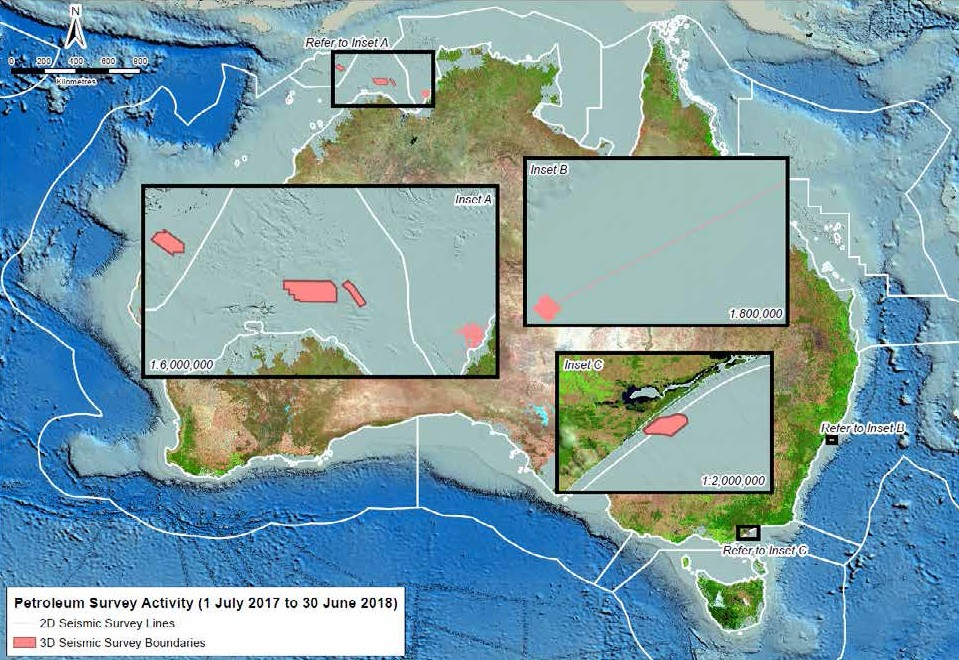 N
0 200 400 600 800
Kilometres
Refer to Inset A
Inset A
1:6,000,000
Inset B
1:800,000
Inset C
1:2,000,000
Refer to Inset B
Refer to Inset C
Petroleum Survey Activity (1 July 2017 to 30 June 2018)
2D Seismic Survey Lines
3D Seismic Survey Boundaries